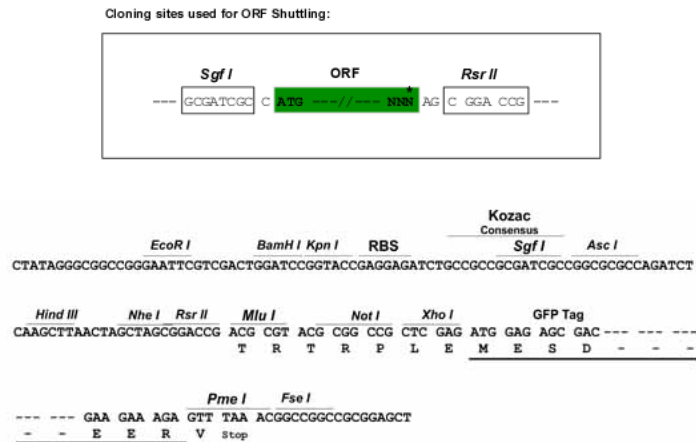 Cloning sites used for ORF Shuttling:
Sgf I ORF Rsr II
*
--- GCGATCGC C ATG ---//--- NNN AG C GGA CCG ---
Kozac
Consensus
EcoR I BamH I Kpn I RBS Sgf I Asc I
CTATAGGGCGGCCGGGAATTCGTCGACTGGATCCGGTACCGAGGAGATCTGCCGCCGCGATCGCCGGCGCGCCAGATCT
Hind III Nhe I Rsr II Mlu I Not I Xho I GFP Tag
CAAGCTTAACTAGCTAGCGGACCG ACG CGT ACG CGG CCG CTC GAG ATG GAG AGC GAC--- --- ---
T R T R P L E M E S D - - -
Pme I Fse I
--- --- GAA GAA AGA GTT TAA ACGGCCGGCCGCGGAGCT
- - E E R V Stop